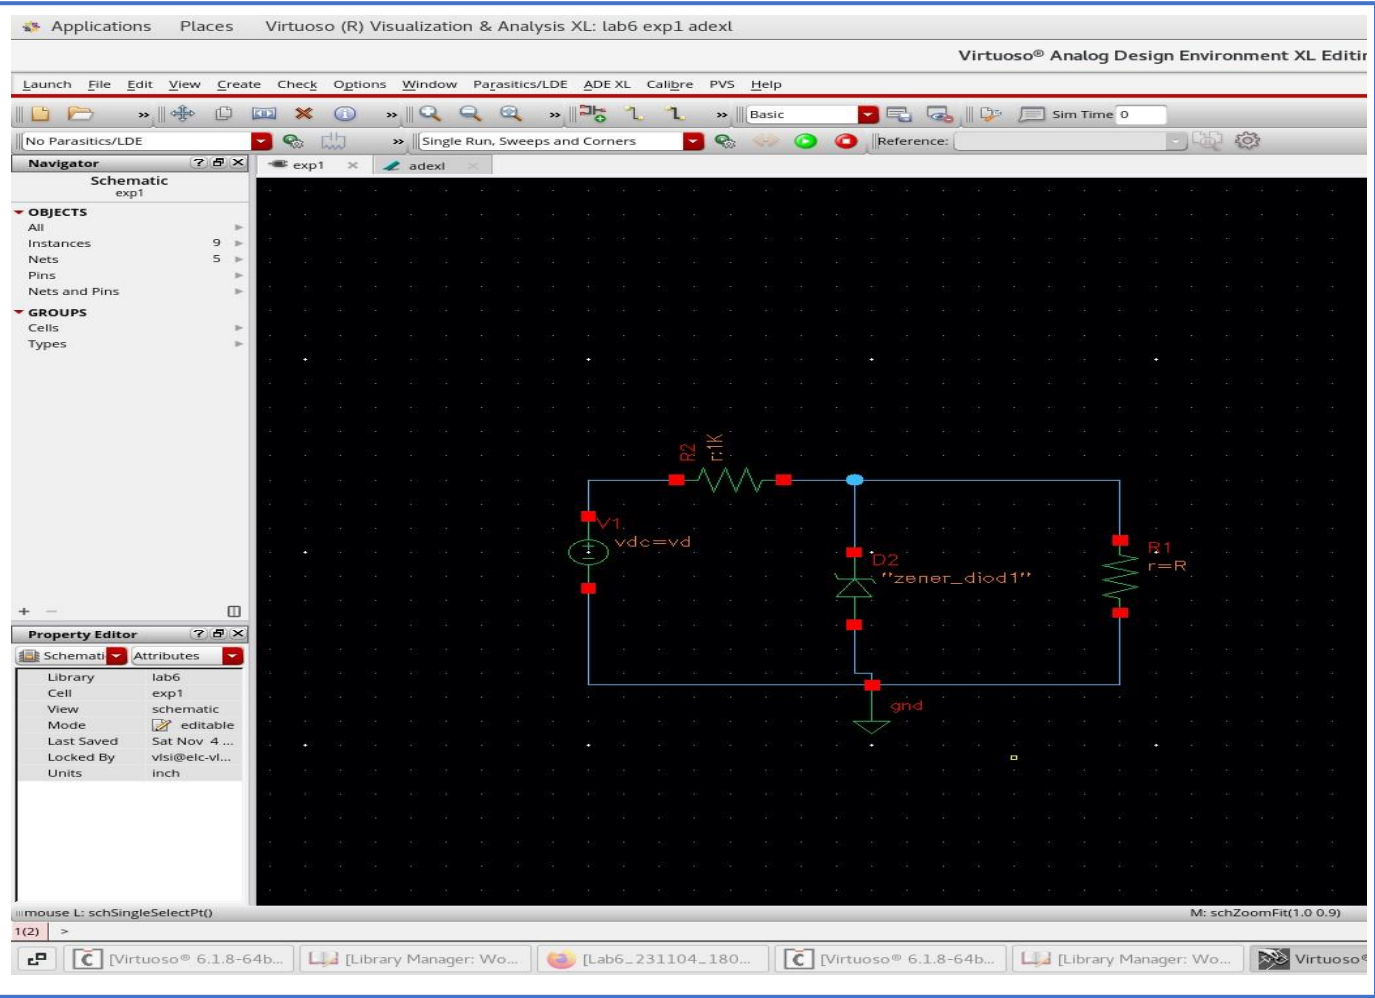 Applications Places Virtuoso (R) Visualization & Analysis XL: lab6 exp1 adexl
Virtuoso® Analog Design Environment XL Editin
Launch File Edit View Create Check Options Window Parasitics/LDE ADE XL Calibre PVS Help
» » » » Basic Sim Time 0
No Parasitics/LDE » Single Run, Sweeps and Corners Reference:
Navigator
exp1 adexl
Schematic
exp1
OBJECTS
All
Instances 9
Nets 5
Pins
Nets and Pins
GROUPS
Cells
Types
R2
r:1K
V1
vdc=vd
D2
"zener_diod1"
R1
r=R
gnd
Property Editor
Schemati Attributes
Library lab6
Cell exp1
View schematic
Mode editable
Last Saved Sat Nov 4 ...
Locked By vlsi@elc-vl...
Units inch
mouse L: schSingleSelectPt()
M: schZoomFit(1.0 0.9)
1(2) >
[Virtuoso® 6.1.8-64b... [Library Manager: Wo... [Lab6_231104_180... [Virtuoso® 6.1.8-64b... [Library Manager: Wo... Virtuoso®